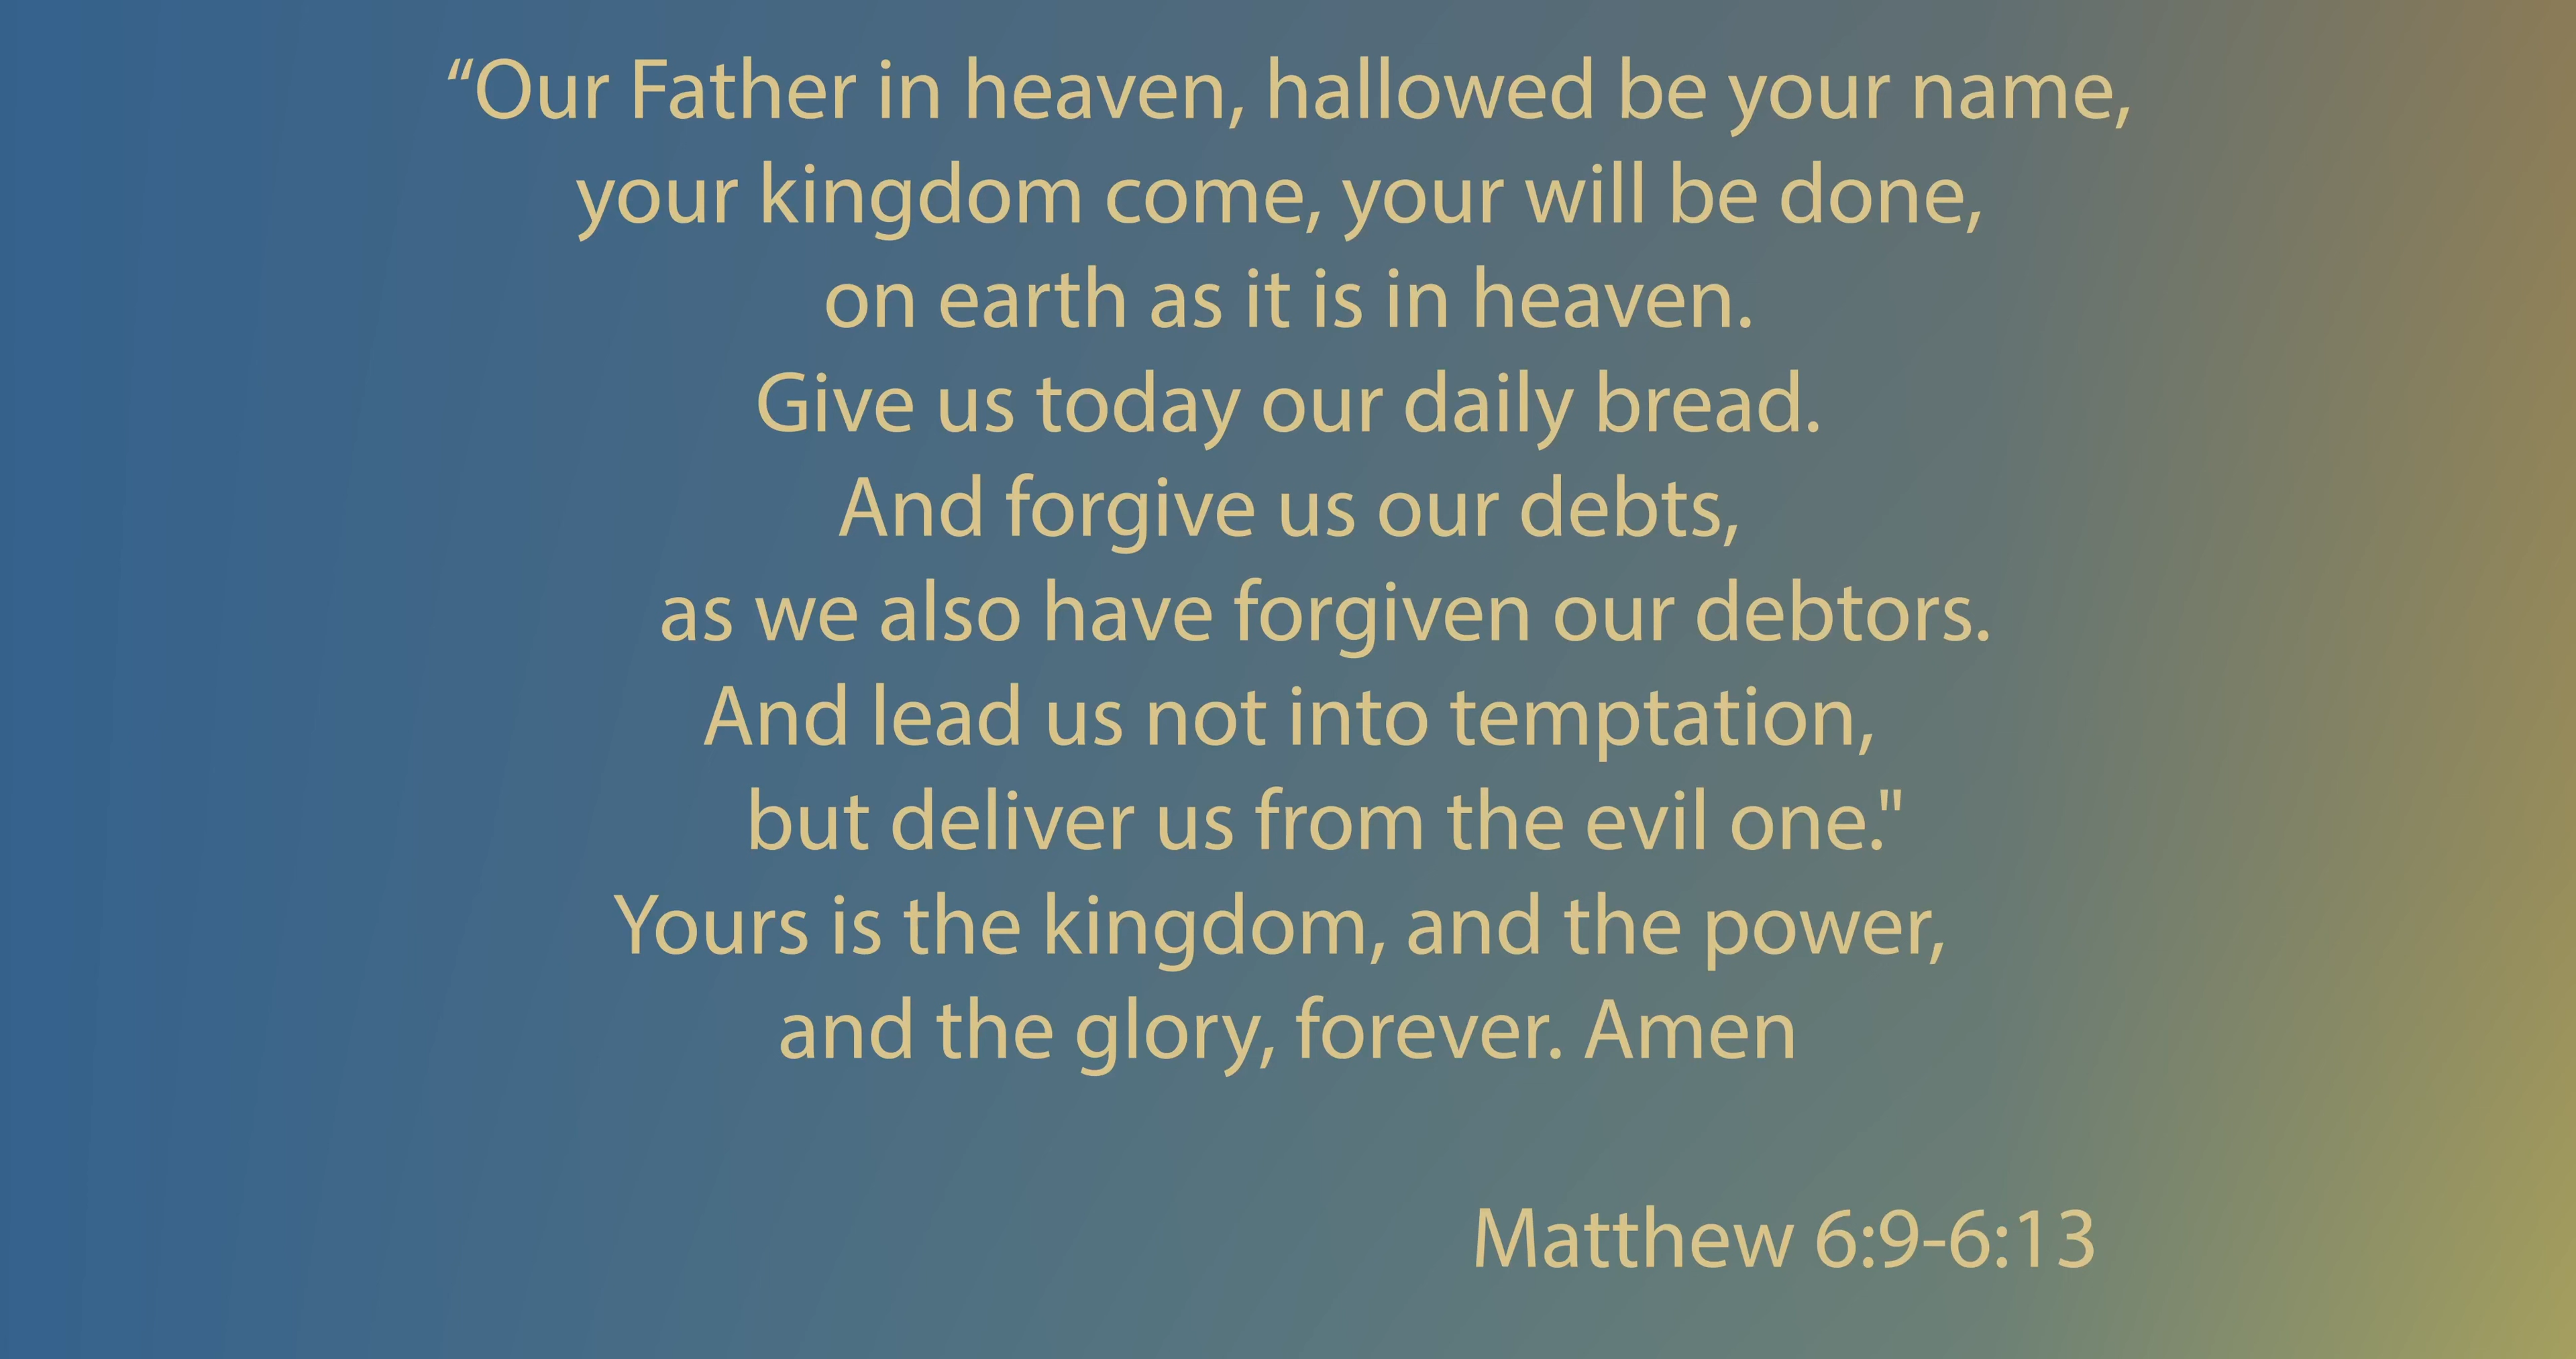 “Our Father in heaven, hallowed be your name,
your kingdom come, your will be done,
on earth as it is in heaven.
Give us today our daily bread.
And forgive us our debts,
as we also have forgiven our debtors.
And lead us not into temptation,
but deliver us from the evil one."
Yours is the kingdom, and the power,
and the glory, forever. Amen
Matthew 6:9-6:13